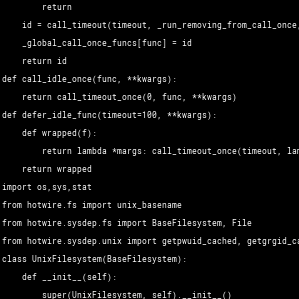 return
id = call_timeout(timeout, _run_removing_from_call_once,
_global_call_once_funcs[func] = id
return id
def call_idle_once(func, **kwargs):
return call_timeout_once(0, func, **kwargs)
def defer_idle_func(timeout=100, **kwargs):
def wrapped(f):
return lambda *margs: call_timeout_once(timeout,
return wrapped
import os,sys,stat
from hotwire.fs import unix_basename
from hotwire.sysdep.fs import BaseFilesystem, File
from hotwire.sysdep.unix import getpwuid_cached,
class UnixFilesystem(BaseFilesystem):
def __init__(self):
super(UnixFilesystem, self).__init__()